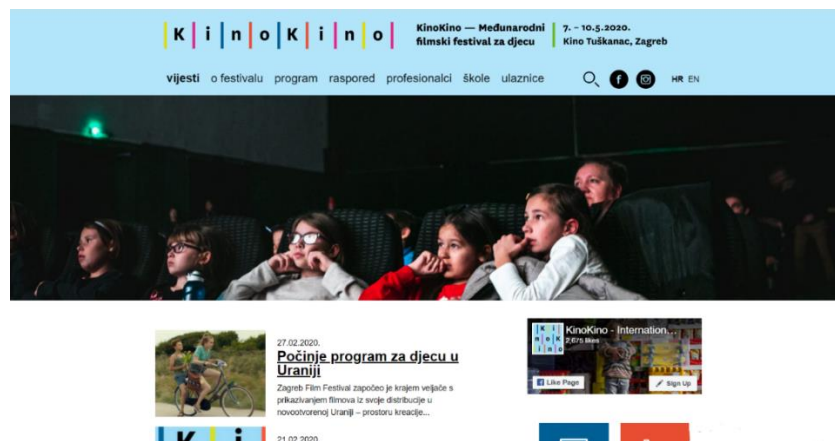 KinoKino
KinoKino — Međunarodni
filmski festival za djecu
7. – 10.5.2020.
Kino Tuškanac, Zagreb
vijesti o festivalu program raspored profesionalci škole ulaznice
HR EN
27.02.2020.
Počinje program za djecu u
Uraniji
Zagreb Film Festival započeo je krajem veljače s
prikazivanjem filmova iz svoje distribucije u
novootvorenoj Uraniji – prostoru kreacije...
21.02.2020.
Ki
KinoKino - Internation...
2,675 likes
Like Page
Sign Up